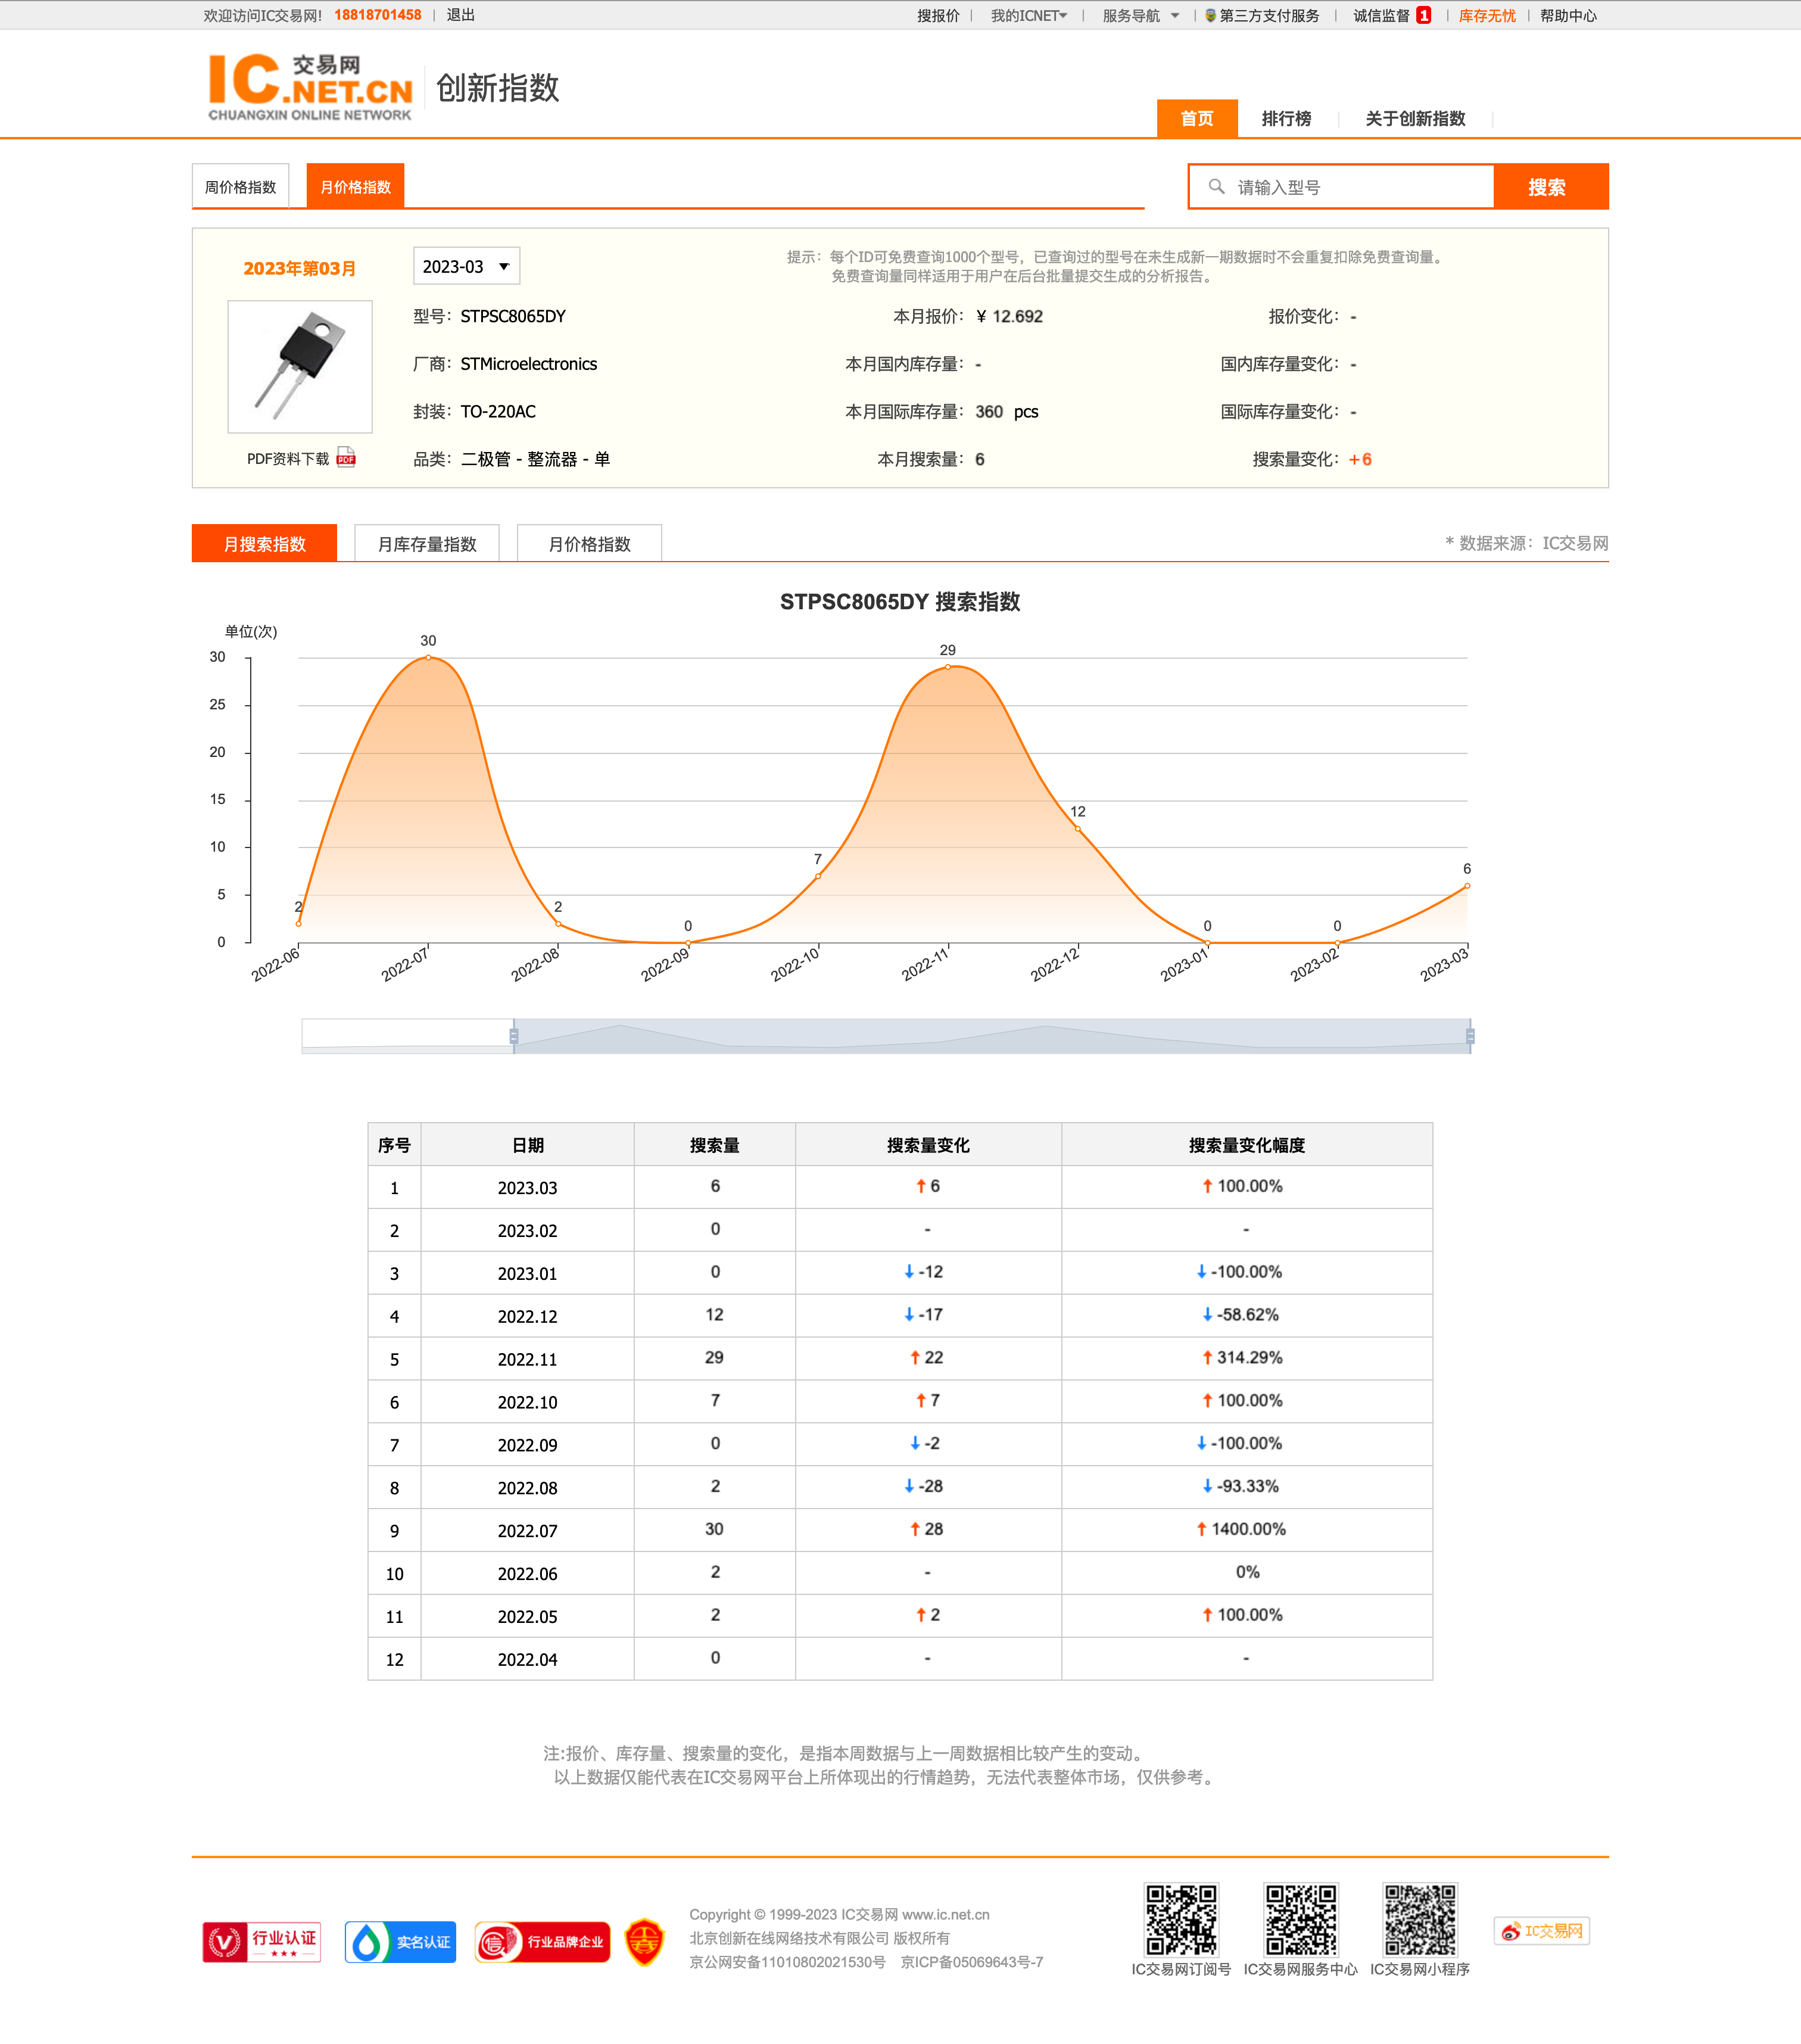 欢迎访问IC交易网! 18818701458 | 退出 搜报价 | 我的ICNET | 服务导航 | 第三方支付服务 | 诚信监督 1 | 库存无忧 | 帮助中心
IC交易网
.NET.CN
CHUANGXIN ONLINE NETWORK
创新指数
首页 排行榜 关于创新指数
周价格指数 月价格指数 请输入型号 搜索
2023年第03月 2023-03
提示：每个ID可免费查询1000个型号，已查询过的型号在未生成新一期数据时不会重复扣除免费查询量。
免费查询量同样适用于用户在后台批量提交生成的分析报告。
型号：STPSC8065DY 本月报价：¥ 12.692 报价变化：-
厂商：STMicroelectronics 本月国内库存量：- 国内库存量变化：-
封装：TO-220AC 本月国际库存量：360 pcs 国际库存量变化：-
PDF资料下载 PDF 品类：二极管 - 整流器 - 单 本月搜索量：6 搜索量变化：+6
月搜索指数 月库存量指数 月价格指数 * 数据来源：IC交易网
STPSC8065DY 搜索指数
单位(次)
30
25
20
15
10
5
0
2 30 2 0 7 29 12 0 0 6
2022-06 2022-07 2022-08 2022-09 2022-10 2022-11 2022-12 2023-01 2023-02 2023-03
序号 日期 搜索量 搜索量变化 搜索量变化幅度
1 2023.03 6 ↑ 6 ↑ 100.00%
2 2023.02 0 - -
3 2023.01 0 ↓ -12 ↓ -100.00%
4 2022.12 12 ↓ -17 ↓ -58.62%
5 2022.11 29 ↑ 22 ↑ 314.29%
6 2022.10 7 ↑ 7 ↑ 100.00%
7 2022.09 0 ↓ -2 ↓ -100.00%
8 2022.08 2 ↓ -28 ↓ -93.33%
9 2022.07 30 ↑ 28 ↑ 1400.00%
10 2022.06 2 - 0%
11 2022.05 2 ↑ 2 ↑ 100.00%
12 2022.04 0 - -
注:报价、库存量、搜索量的变化，是指本周数据与上一周数据相比较产生的变动。
以上数据仅能代表在IC交易网平台上所体现出的行情趋势，无法代表整体市场，仅供参考。
行业认证 实名认证 信 行业品牌企业
Copyright © 1999-2023 IC交易网 www.ic.net.cn
北京创新在线网络技术有限公司 版权所有
京公网安备11010802021530号 京ICP备05069643号-7
IC交易网订阅号 IC交易网服务中心 IC交易网小程序
IC交易网